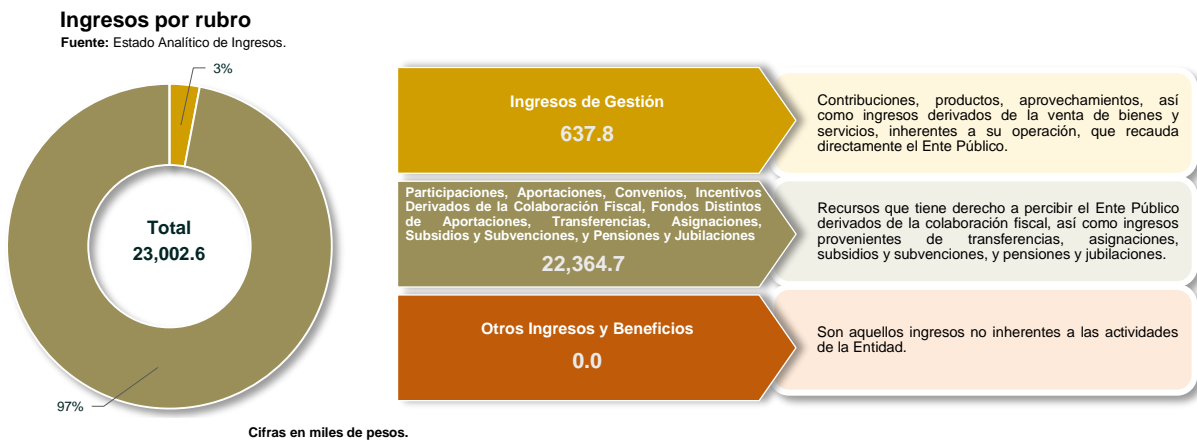 Ingresos por rubro
Fuente: Estado Analítico de Ingresos.
3%
Total
23,002.6
97%
Ingresos de Gestión
637.8
Contribuciones, productos, aprovechamientos, así
como ingresos derivados de la venta de bienes y
servicios, inherentes a su operación, que recauda
directamente el Ente Público.
Participaciones, Aportaciones, Convenios, Incentivos
Derivados de la Colaboración Fiscal, Fondos Distintos
de Aportaciones, Transferencias, Asignaciones,
Subsidios y Subvenciones, y Pensiones y Jubilaciones
22,364.7
Recursos que tiene derecho a percibir el Ente Público
derivados de la colaboración fiscal, así como ingresos
provenientes de transferencias, asignaciones,
subsidios y subvenciones, y pensiones y jubilaciones.
Otros Ingresos y Beneficios
0.0
Son aquellos ingresos no inherentes a las actividades
de la Entidad.
Cifras en miles de pesos.